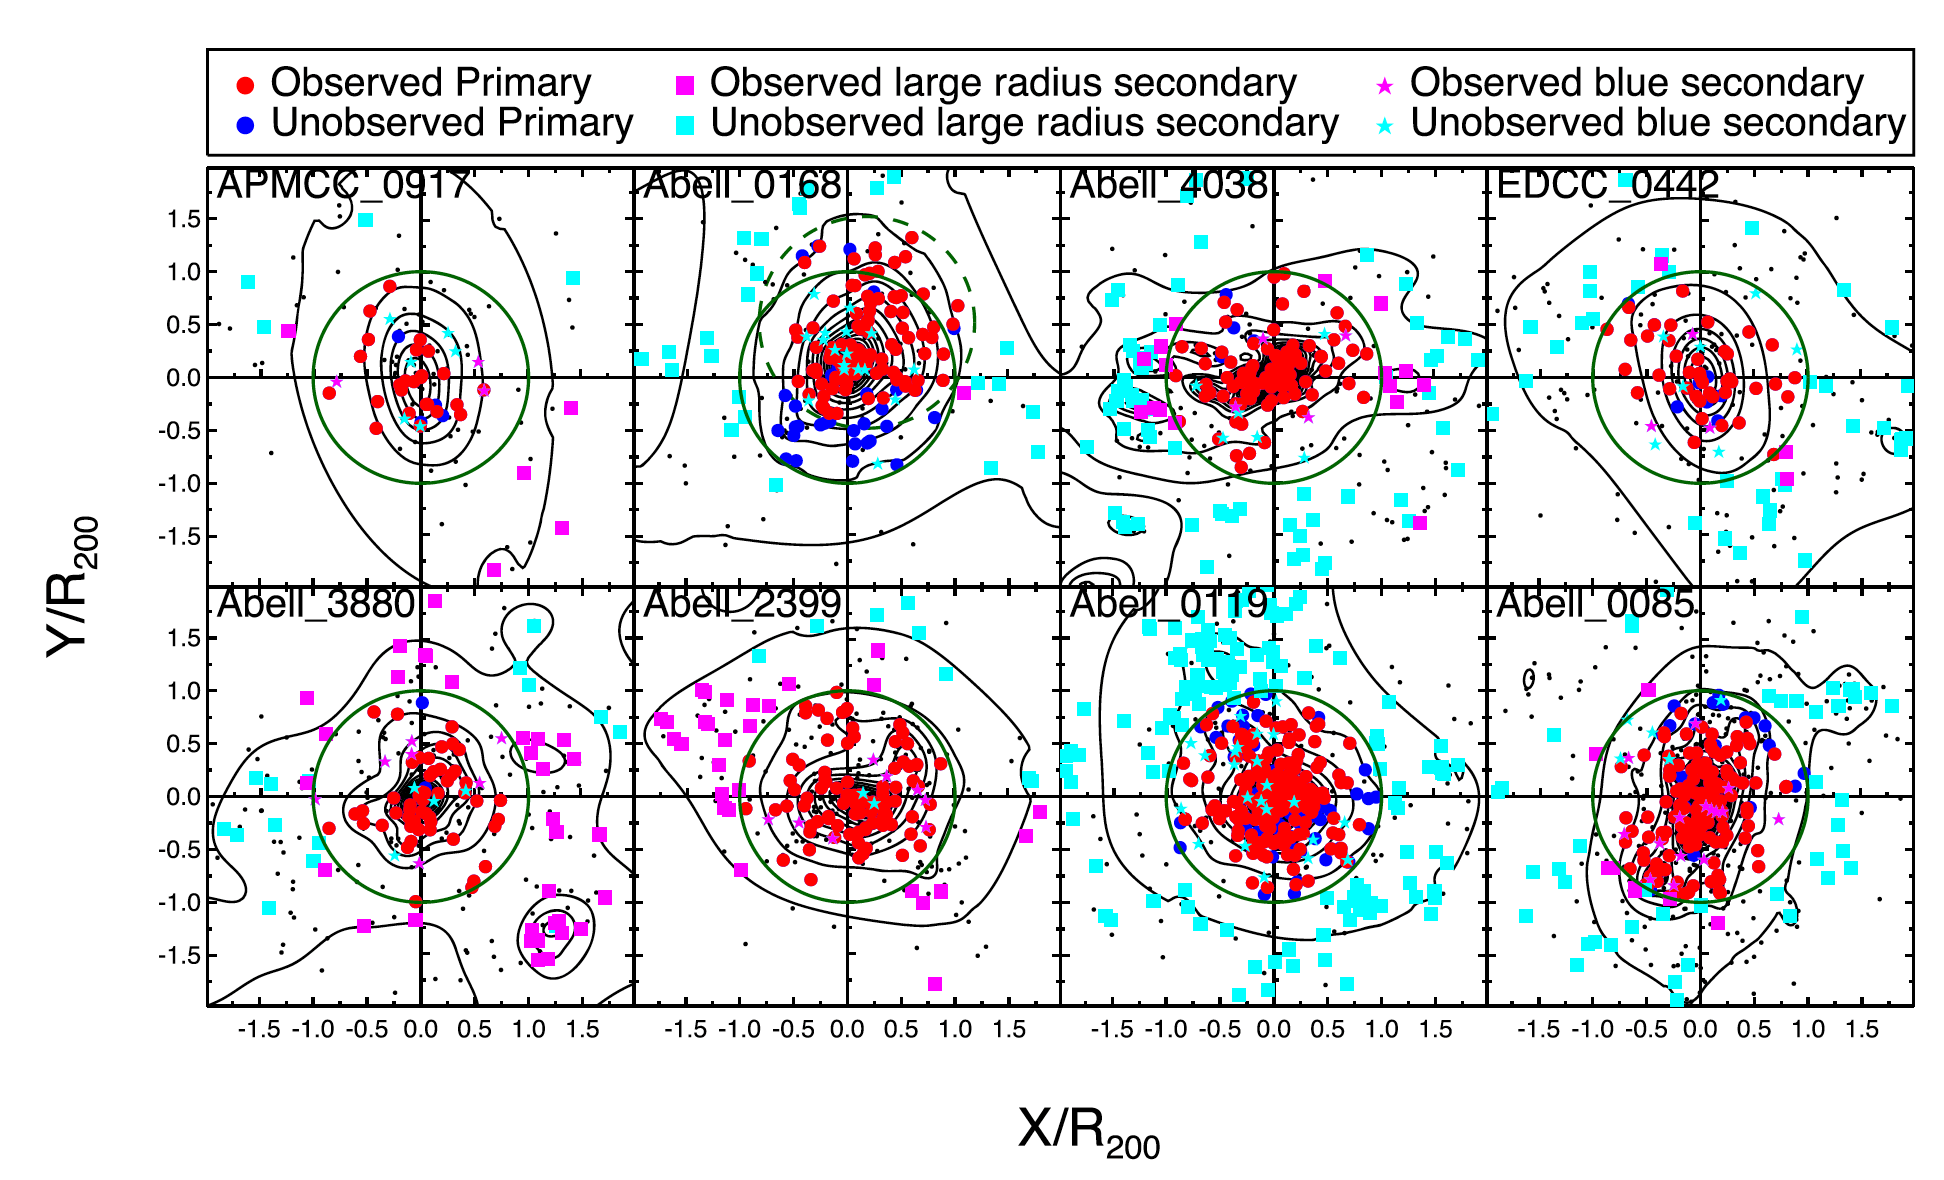 Observed Primary Observed large radius secondary Observed blue secondary
Unobserved Primary Unobserved large radius secondary Unobserved blue secondary
APMCC_0917 Abell_0168 Abell_4038 EDCC_0442
1.5
1.0
0.5
0.0
-0.5
-1.0
-1.5
Abell_3880 Abell_2399 Abell_0119 Abell_0085
1.5
1.0
0.5
0.0
-0.5
-1.0
-1.5
-1.5 -1.0 -0.5 0.0 0.5 1.0 1.5 -1.5 -1.0 -0.5 0.0 0.5 1.0 1.5 -1.5 -1.0 -0.5 0.0 0.5 1.0 1.5 -1.5 -1.0 -0.5 0.0 0.5 1.0 1.5
Y/R200
X/R200